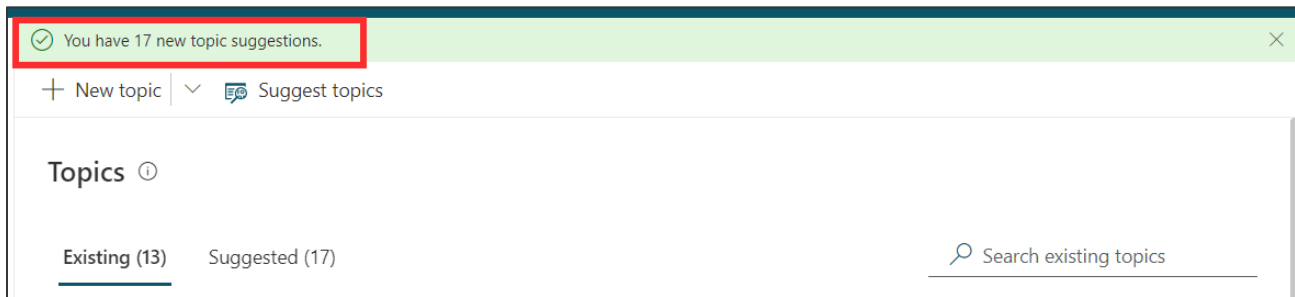 You have 17 new topic suggestions.
New topic Suggest topics
Topics
Existing (13) Suggested (17) Search existing topics